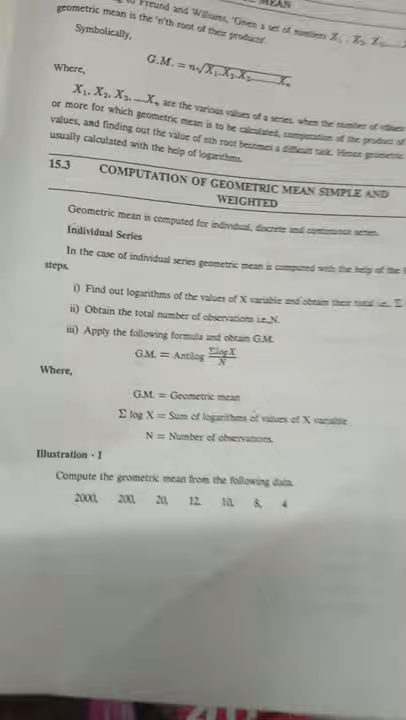 MEAN
to Freund and Williams, 'Given a set of numbers X₁, X₂, X₃
geometric mean is the 'n'th root of their products'.
Symbolically,
G.M. = n√X₁.X₂.X₃......Xₙ
Where,
X₁, X₂, X₃, ....Xₙ are the various values of a series. when the number of values
or more for which geometric mean is to be calculated, computation of the product of
values, and finding out the value of nth root becomes a difficult task. Hence geometric
usually calculated with the help of logarithms.
15.3 COMPUTATION OF GEOMETRIC MEAN SIMPLE AND
WEIGHTED
Geometric mean is computed for individual, discrete and continuous series.
Individual Series
In the case of individual series geometric mean is computed with the help of the
steps.
i) Find out logarithms of the values of X variable and obtain their total i.e. Σ
ii) Obtain the total number of observations i.e.,N.
iii) Apply the following formula and obtain G.M.
G.M. = Antilog ΣlogX/N
Where,
G.M. = Geometric mean
Σ log X = Sum of logarithms of values of X variable
N = Number of observations.
Illustration - 1
Compute the geometric mean from the following data.
2000, 200, 20, 12, 10, 8, 4